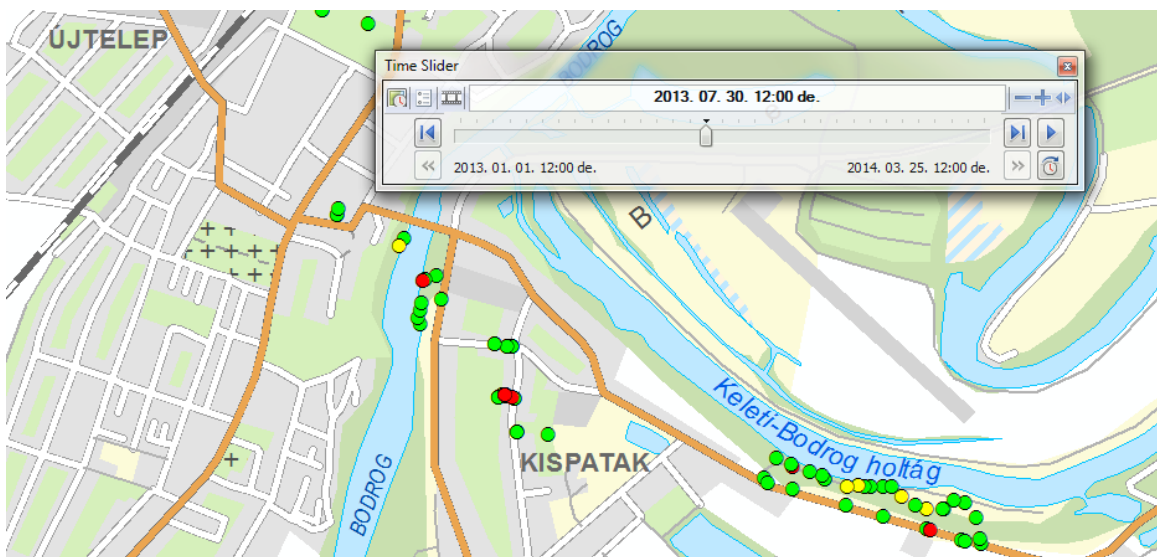 ÚJTELEP
BODROG
Time Slider
2013. 07. 30. 12:00 de.
2013. 01. 01. 12:00 de.
2014. 03. 25. 12:00 de.
B
B
Keleti-Bodrog holtág
KISPATAK
BODROG